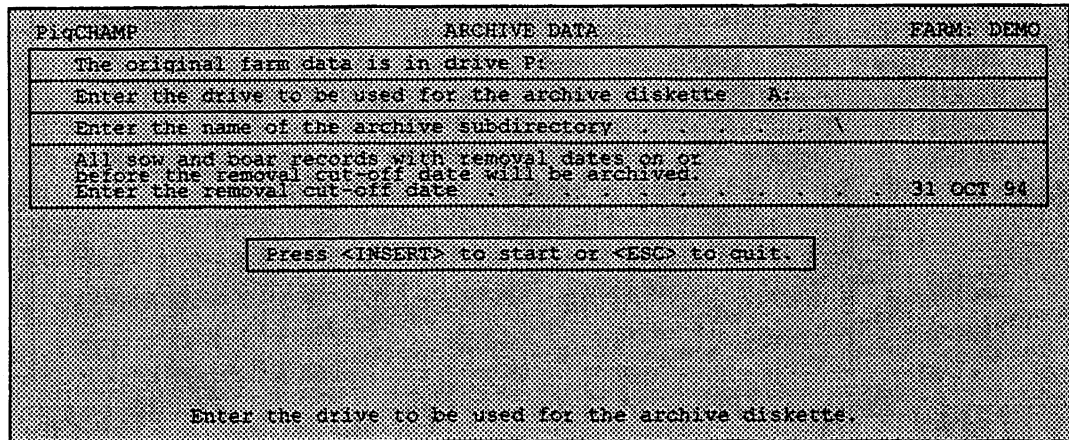 PigCHAMP ARCHIVE DATA FARM: DEMO
The original farm data is in drive P:
Enter the drive to be used for the archive diskette A:
Enter the name of the archive subdirectory . . . . . . \
All sow and boar records with removal dates on or
before the removal cut-off date will be archived.
Enter the removal cut-off date . . . . . . . . . . . . 31 OCT 94
Press <INSERT> to start or <ESC> to quit.
Enter the drive to be used for the archive diskette.